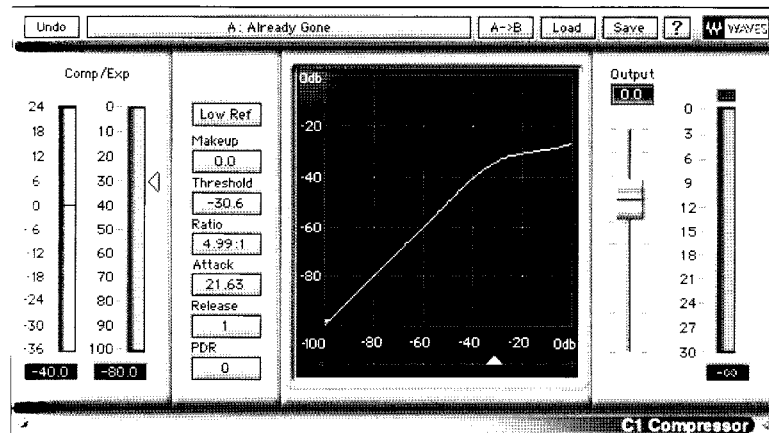 Undo
A: Already Gone
A->B
Load
Save
?
W WAVES
Comp/Exp
24
18
12
6
0
-6
-12
-18
-24
-30
-36
-40.0
0
10
20
30
40
50
60
70
80
90
100
-80.0
Low Ref
Makeup
0.0
Threshold
-30.6
Ratio
4.99:1
Attack
21.63
Release
1
PDR
0
0db
-20
-40
-60
-80
-100 -80 -60 -40 -20 0db
Output
0.0
0
3
6
9
12
15
18
21
24
27
30
-oo
C1 Compressor